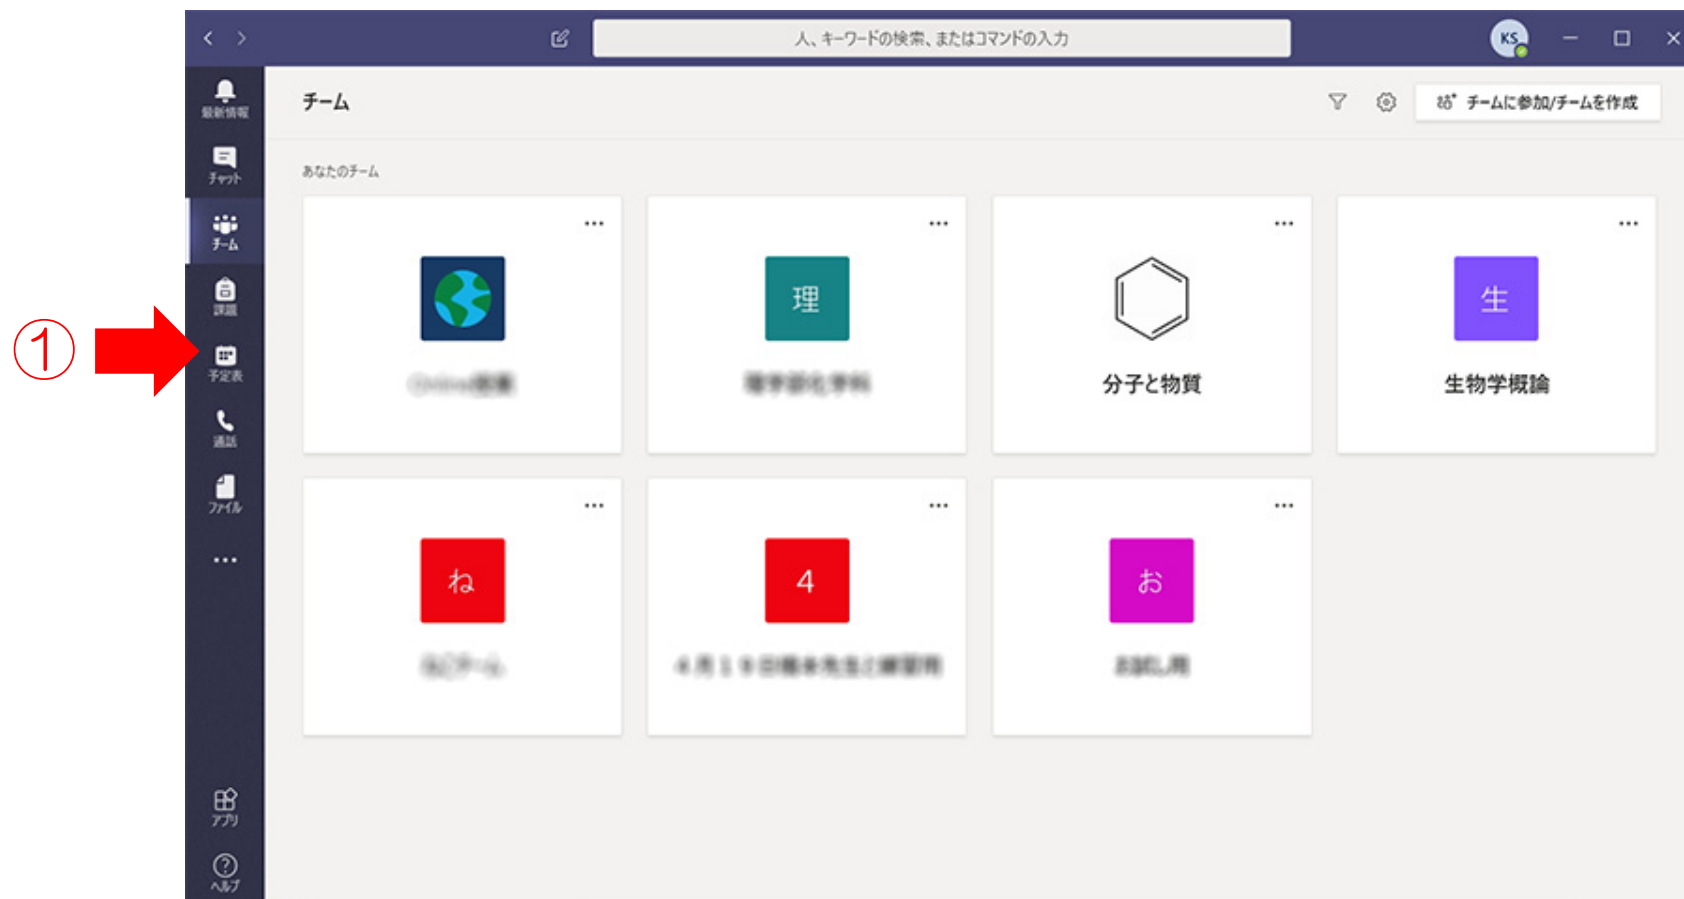 人、キーワードの検索、またはコマンドの入力
KS
最新情報
チャット
チーム
課題
①
予定表
通話
ファイル
アプリ
ヘルプ
チーム
チームに参加/チームを作成
あなたのチーム
理
生
分子と物質
生物学概論
ね
4
お